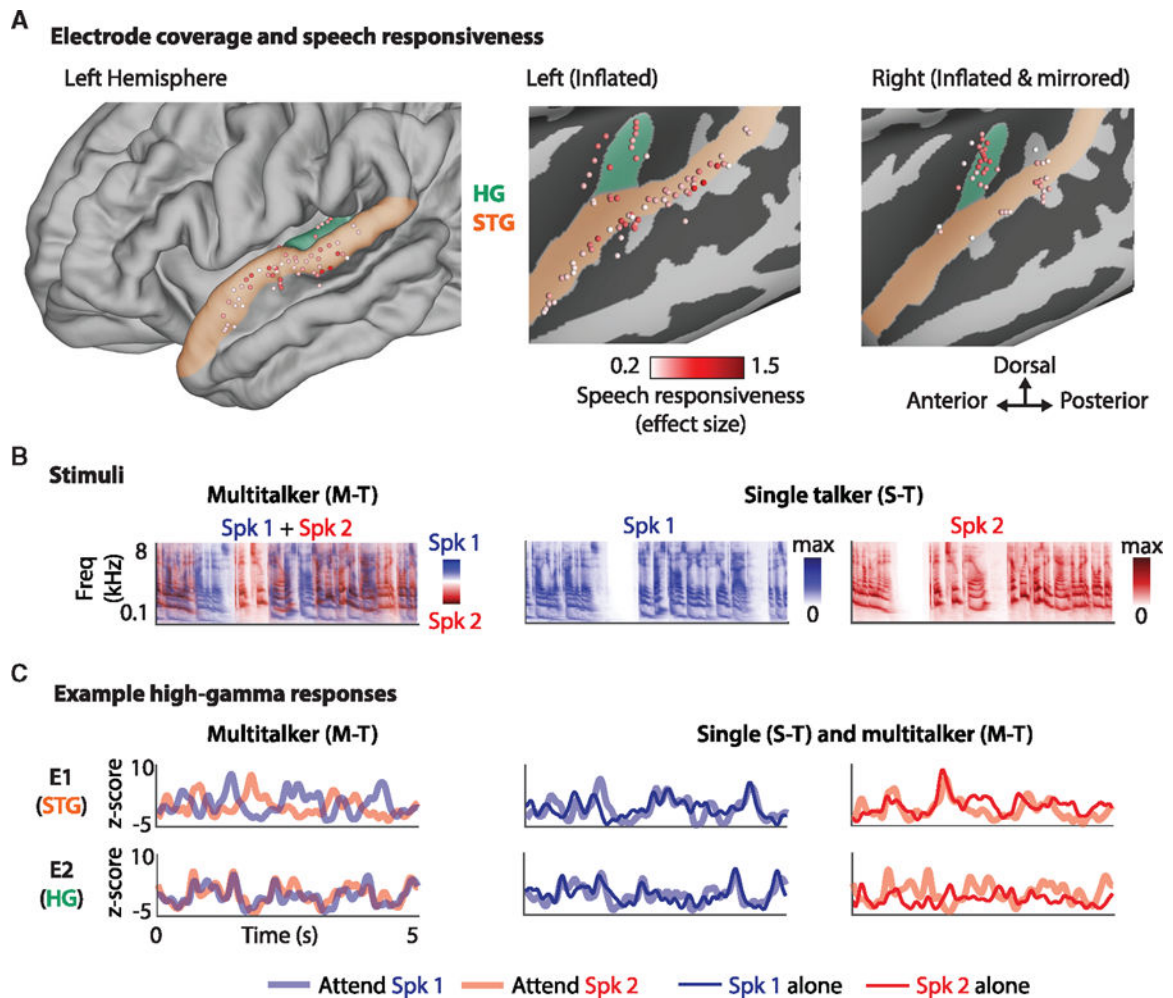 A
Electrode coverage and speech responsiveness
Left Hemisphere
Left (Inflated)
Right (Inflated & mirrored)
HG
STG
0.2 1.5
Speech responsiveness
(effect size)
Dorsal
Anterior Posterior
B
Stimuli
Multitalker (M-T)
Single talker (S-T)
Spk 1 + Spk 2
Spk 1
Spk 2
Freq
(kHz)
8
0.1
Spk 1
Spk 2
max
0
max
0
C
Example high-gamma responses
Multitalker (M-T)
Single (S-T) and multitalker (M-T)
E1
(STG)
z-score
10
-5
E2
(HG)
z-score
10
-5
0 Time (s) 5
Attend Spk 1 Attend Spk 2 Spk 1 alone Spk 2 alone